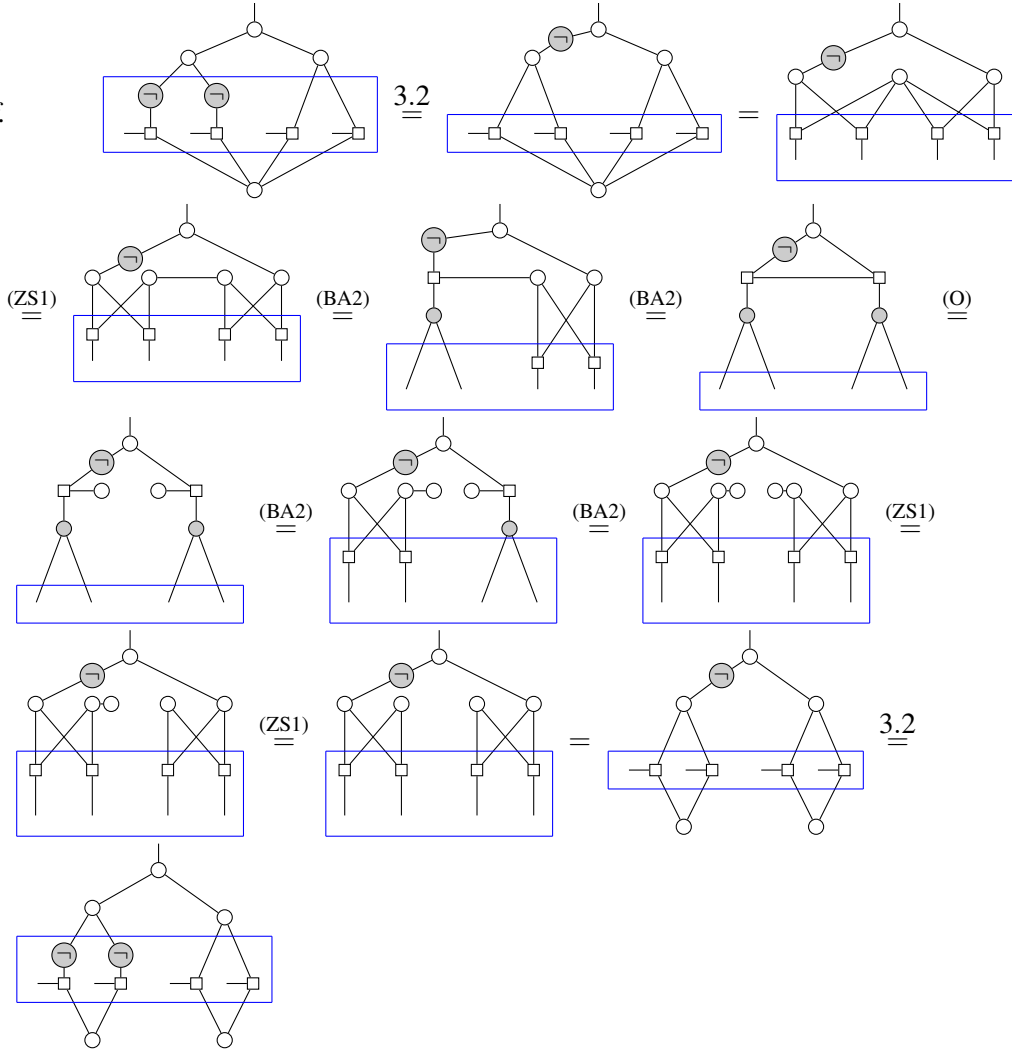 ¬ ¬ 3.2 = ¬ = ¬
(ZS1) = ¬ (BA2) = ¬ (BA2) = ¬ (O) =
¬ (BA2) = ¬ (BA2) = ¬ (ZS1) =
¬ (ZS1) = ¬ = ¬ 3.2 =
¬ ¬